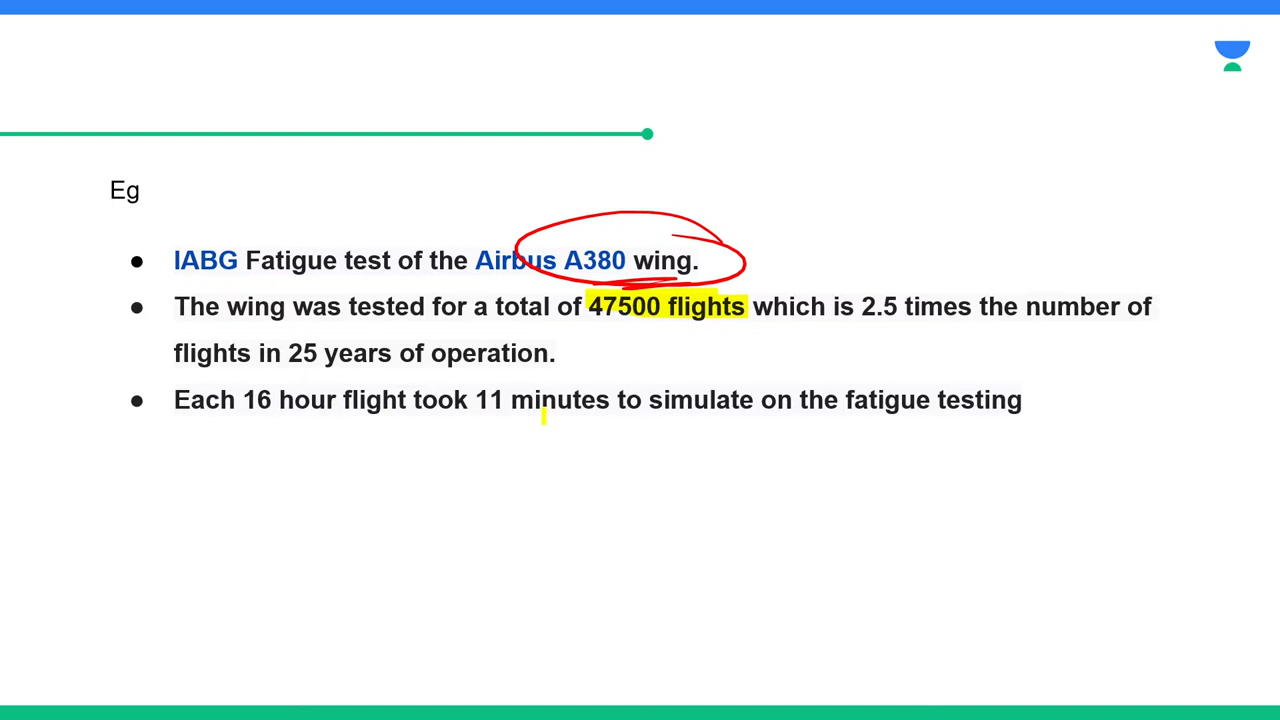 Eg
● IABG Fatigue test of the Airbus A380 wing.
● The wing was tested for a total of 47500 flights which is 2.5 times the number of
flights in 25 years of operation.
● Each 16 hour flight took 11 minutes to simulate on the fatigue testing